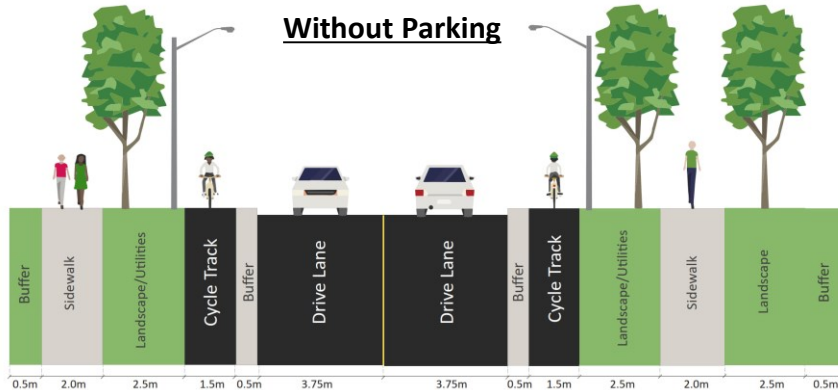 Without Parking
Buffer
Sidewalk
Landscape/Utilities
Cycle Track
Buffer
Drive Lane
Drive Lane
Buffer
Cycle Track
Landscape/Utilities
Sidewalk
Landscape
Buffer
0.5m 2.0m 2.5m 1.5m 0.5m 3.75m 3.75m 0.5m 1.5m 2.5m 2.0m 2.5m 0.5m